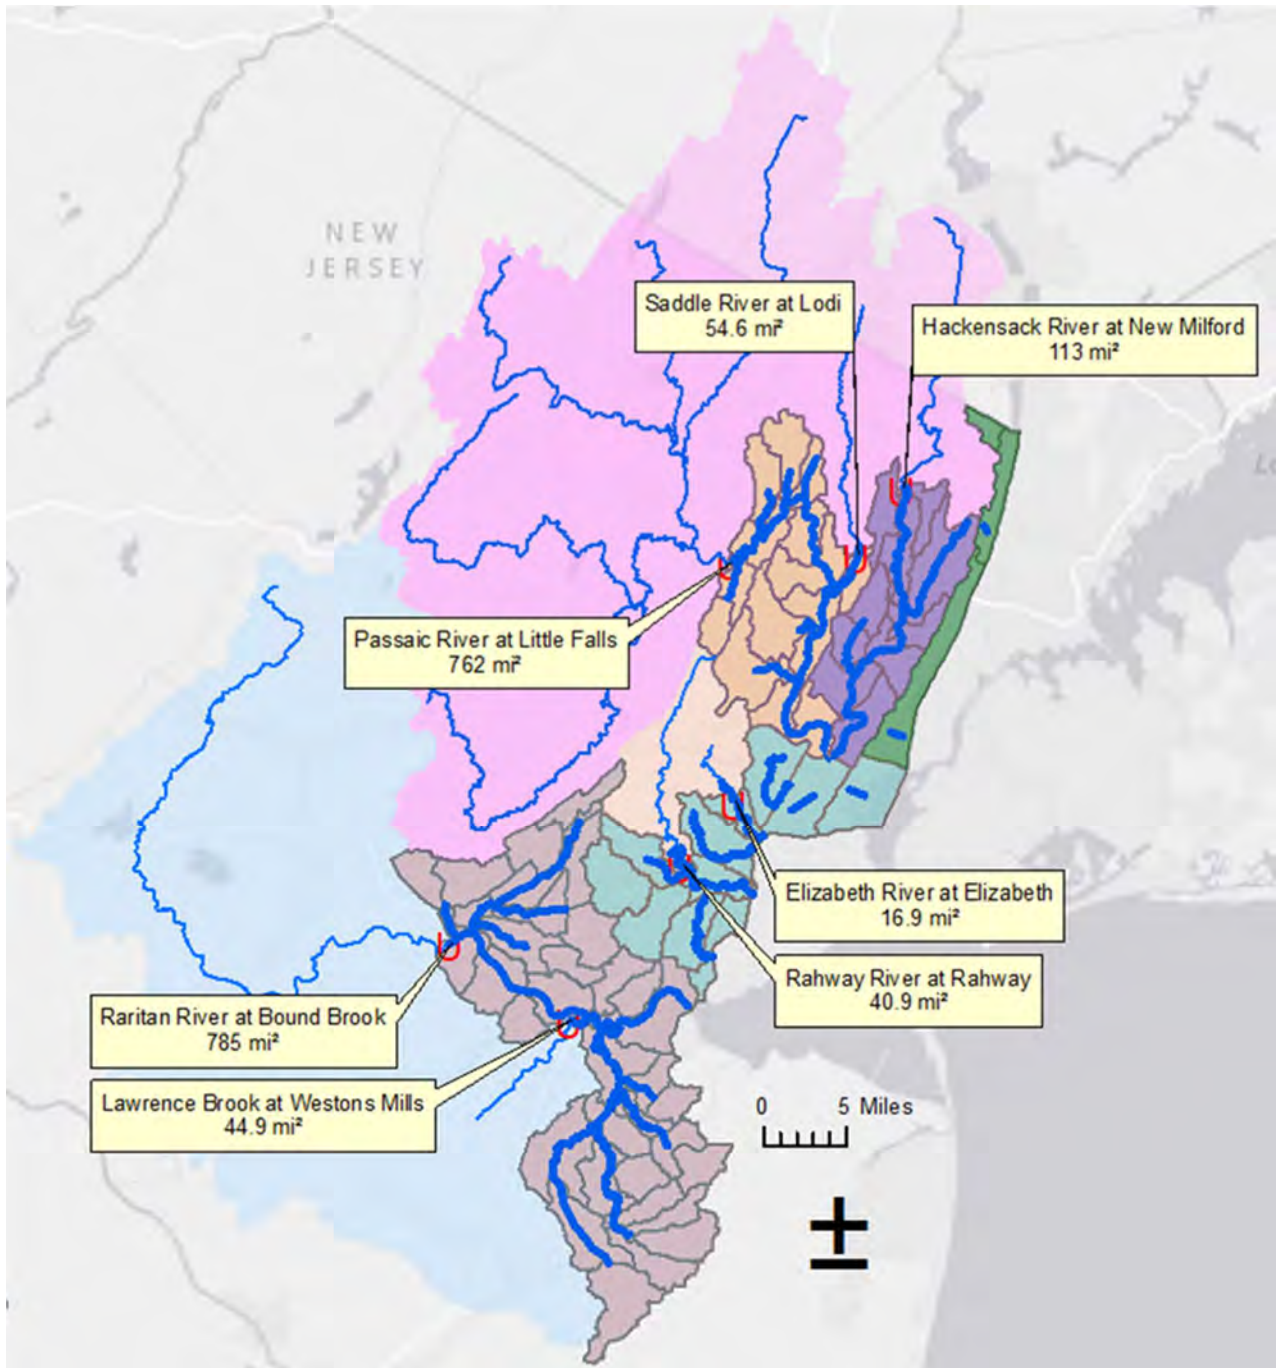 NEW
JERSEY
Saddle River at Lodi
54.6 mi²
Hackensack River at New Milford
113 mi²
Passaic River at Little Falls
762 mi²
Elizabeth River at Elizabeth
16.9 mi²
Rahway River at Rahway
40.9 mi²
Raritan River at Bound Brook
785 mi²
Lawrence Brook at Westons Mills
44.9 mi²
0 5 Miles
±